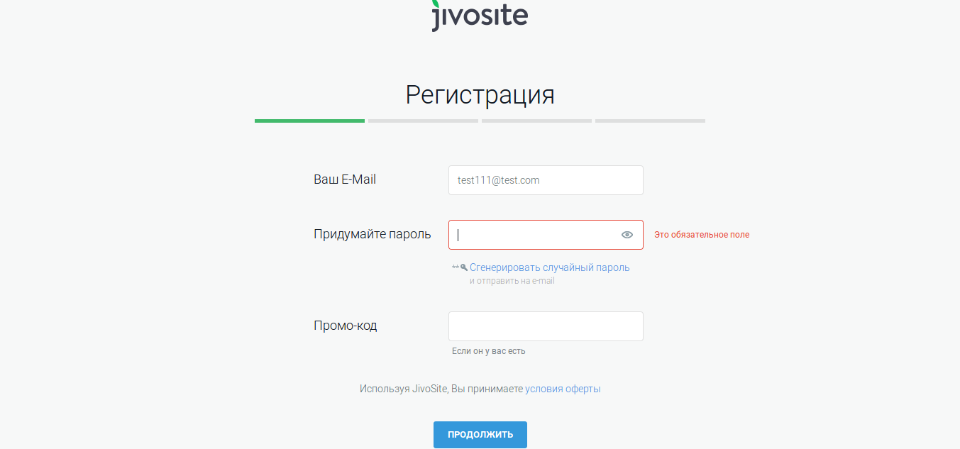 jivosite
Регистрация
Ваш E-Mail
test111@test.com
Придумайте пароль
Это обязательное поле
Сгенерировать случайный пароль
и отправить на e-mail
Промо-код
Если он у вас есть
Используя JivoSite, Вы принимаете условия оферты
ПРОДОЛЖИТЬ